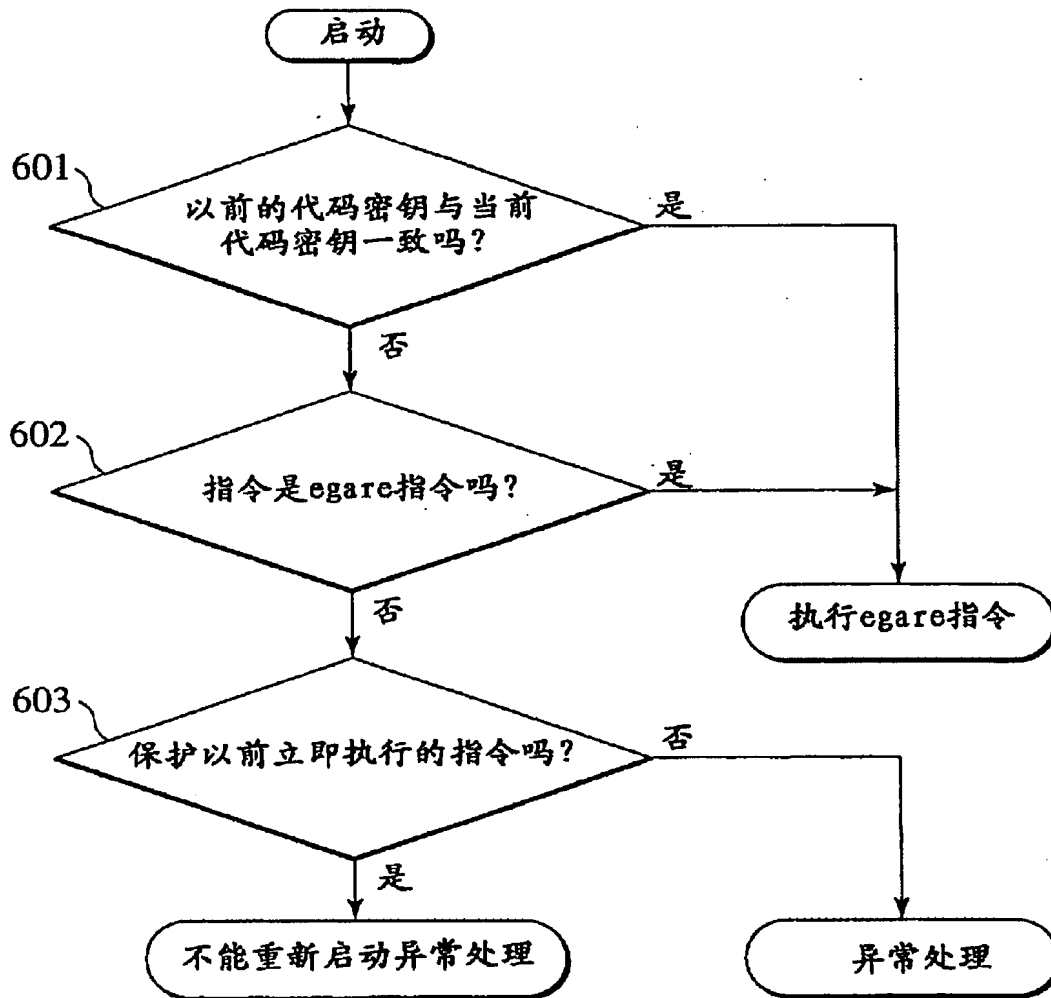 启动
601
以前的代码密钥与当前
代码密钥一致吗?
是
否
602
指令是egare指令吗?
是
否
执行egare指令
603
保护以前立即执行的指令吗?
否
是
不能重新启动异常处理
异常处理